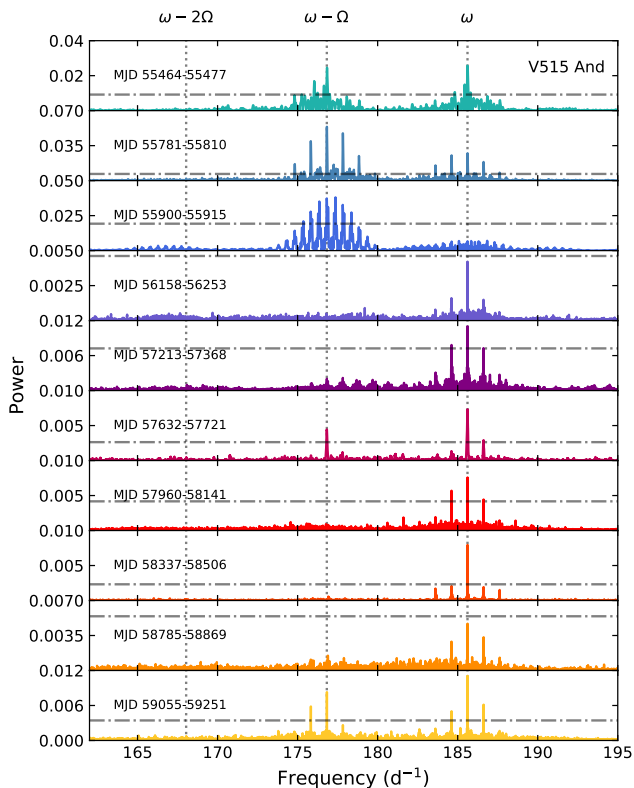 ω − 2Ω ω − Ω ω
0.04
V515 And
MJD 55464-55477
0.02
0.070
MJD 55781-55810
0.035
0.050
MJD 55900-55915
0.025
0.0050
MJD 56158-56253
0.0025
0.012
MJD 57213-57368
0.006
0.010
MJD 57632-57721
0.005
0.010
MJD 57960-58141
0.005
0.010
MJD 58337-58506
0.005
0.0070
MJD 58785-58869
0.0035
0.012
MJD 59055-59251
0.006
0.000
Power
165 170 175 180 185 190 195
Frequency (d⁻¹)